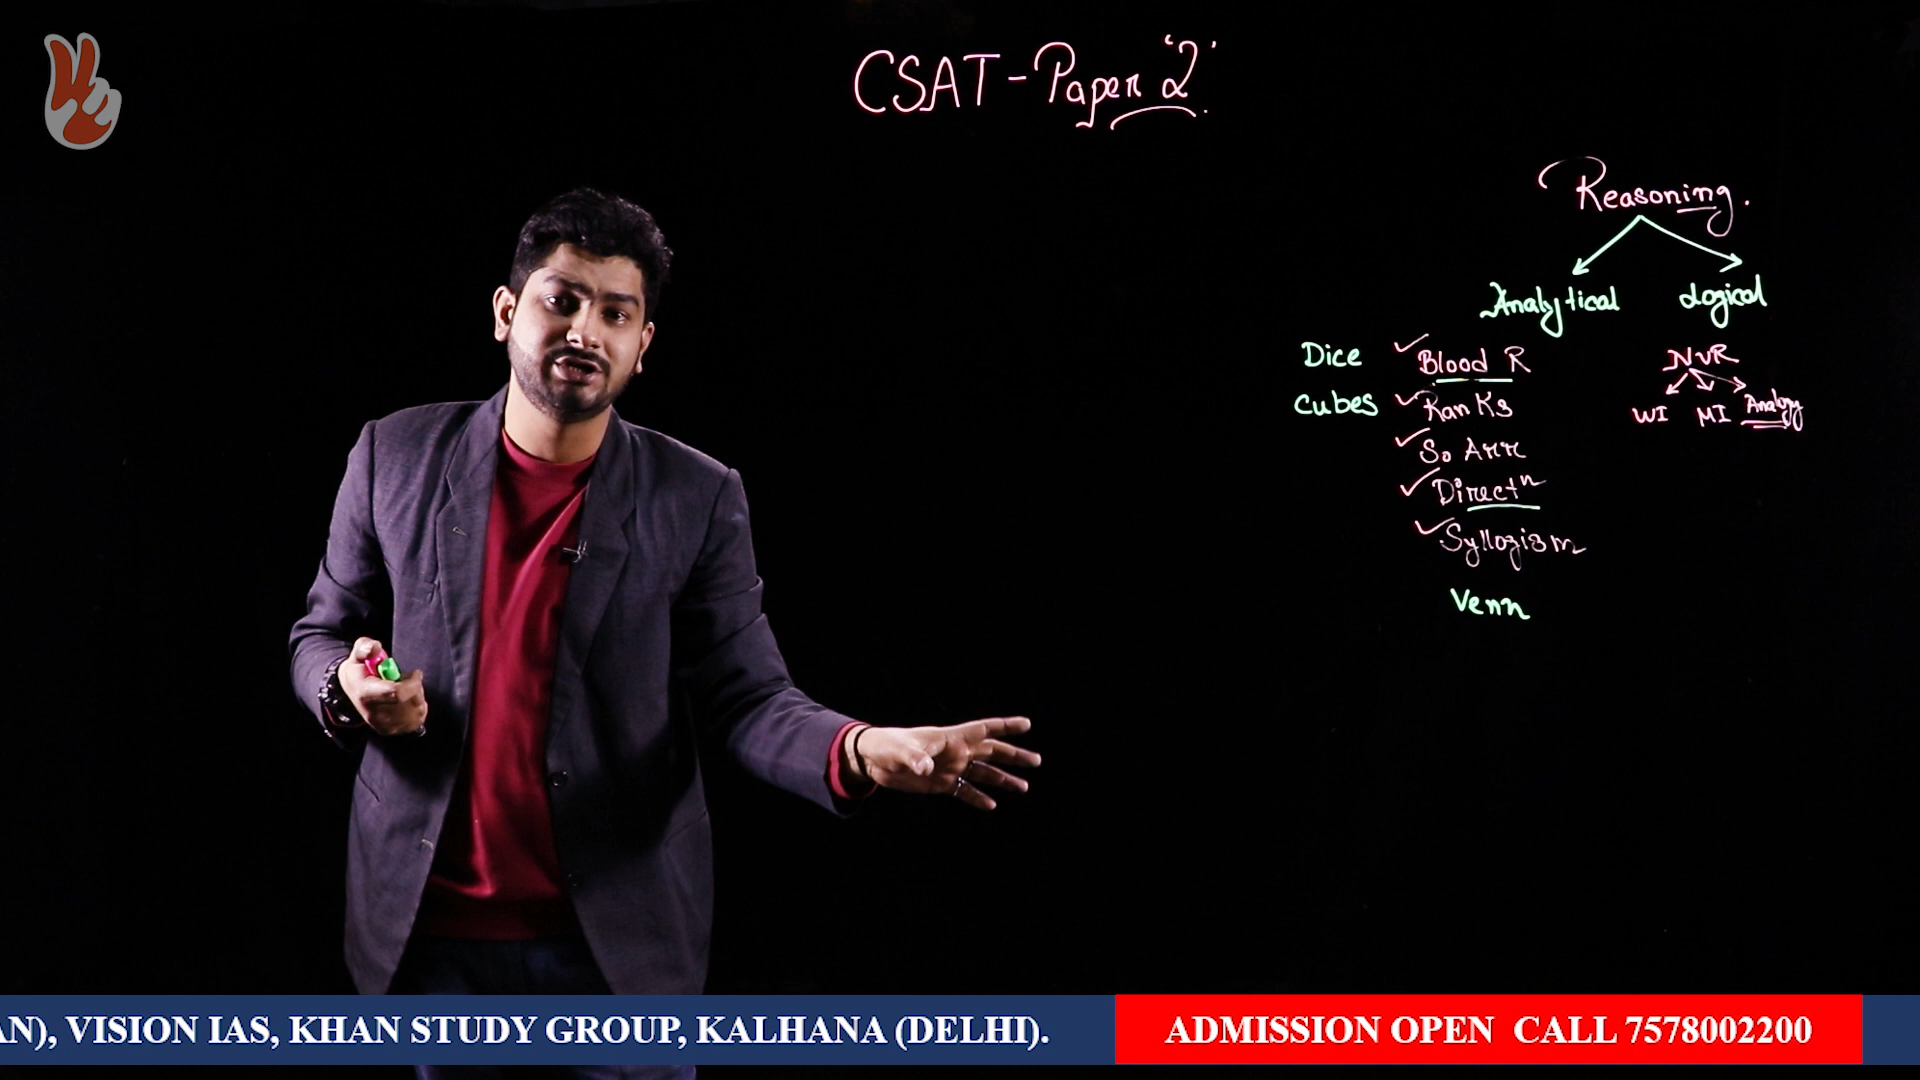 CSAT - Paper '2'.
Reasoning.
Analytical Logical
Dice Blood R NVR
Cubes Ranks WI MI Analogy
So Arr
Directn
Syllogism
Venn
AN), VISION IAS, KHAN STUDY GROUP, KALHANA (DELHI). ADMISSION OPEN CALL 7578002200